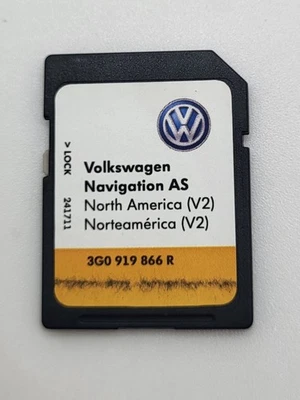 > LOCK
241711
Volkswagen
Navigation AS
North America (V2)
Norteamérica (V2)
3G0 919 866 R